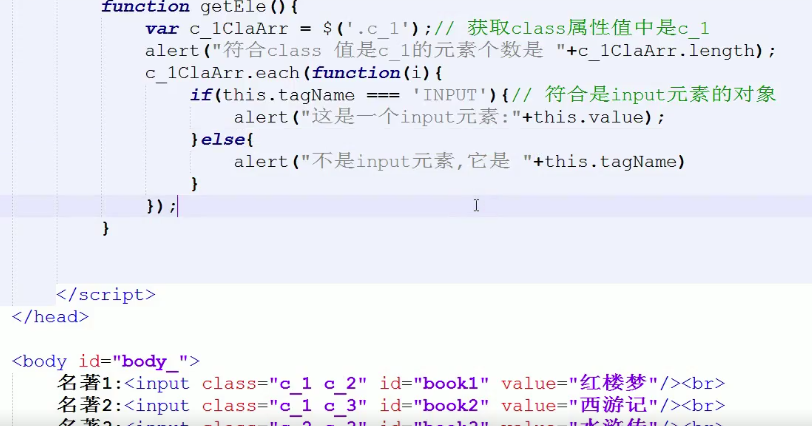 function getEle(){
var c_1ClaArr = $('.c_1');// 获取class属性值中是c_1
alert("符合class 值是c_1的元素个数是 "+c_1ClaArr.length);
c_1ClaArr.each(function(i){
if(this.tagName === 'INPUT'){// 符合是input元素的对象
alert("这是一个input元素:"+this.value);
}else{
alert("不是input元素,它是 "+this.tagName)
}
});
}
</script>
</head>
<body id="body_">
名著1:<input class="c_1 c_2" id="book1" value="红楼梦"/><br>
名著2:<input class="c_1 c_3" id="book2" value="西游记"/><br>